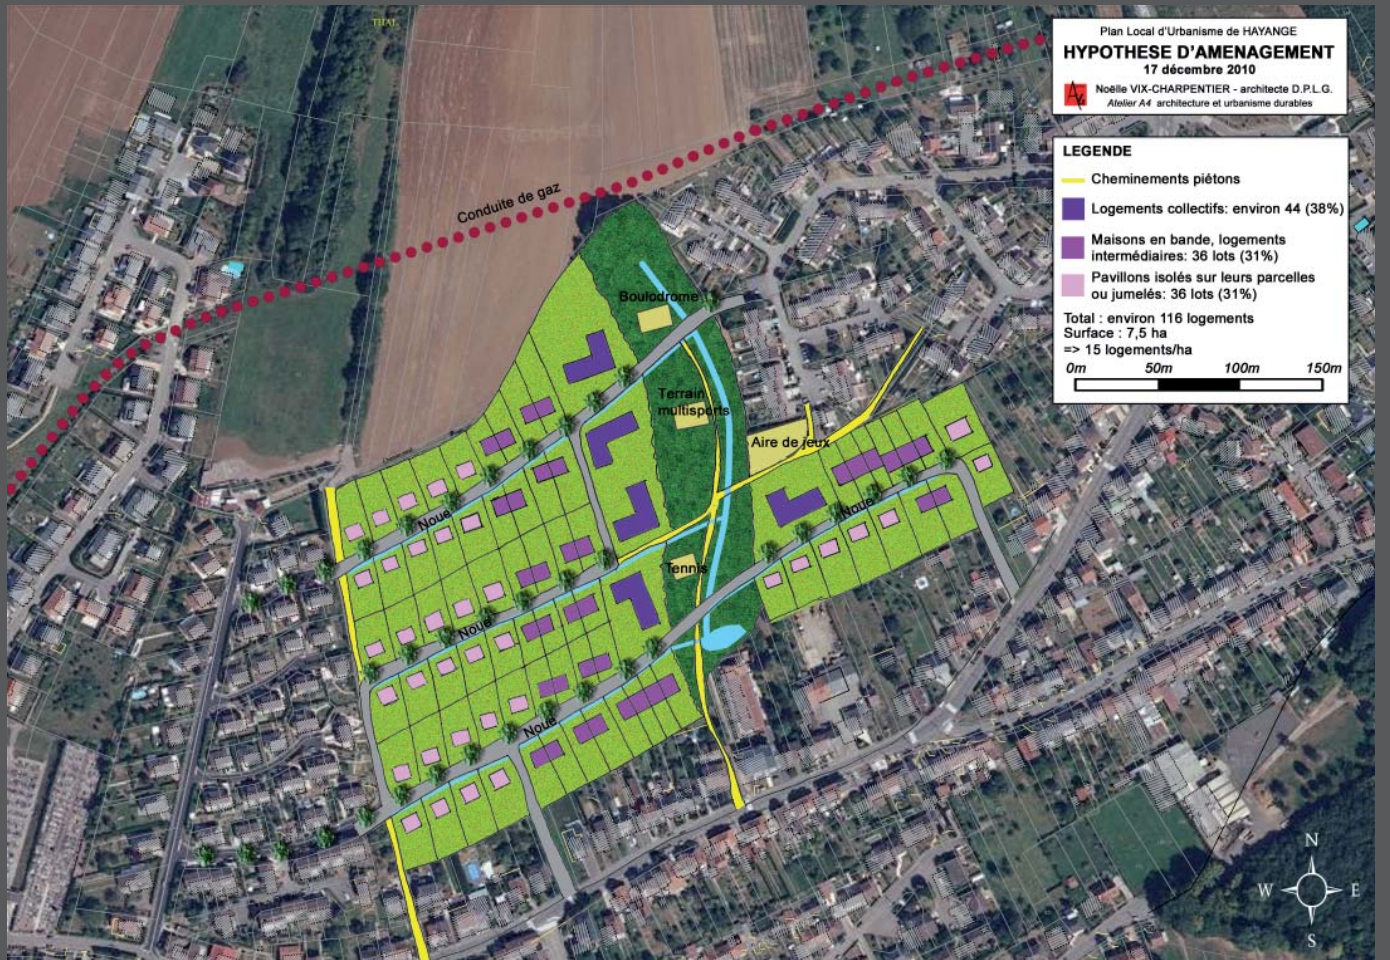 THAL
Plan Local d'Urbanisme de HAYANGE
HYPOTHESE D'AMENAGEMENT
17 décembre 2010
Noëlle VIX-CHARPENTIER - architecte D.P.L.G.
Atelier A4 architecture et urbanisme durables
LEGENDE
Cheminements piétons
Logements collectifs: environ 44 (38%)
Maisons en bande, logements
intermédiaires: 36 lots (31%)
Pavillons isolés sur leurs parcelles
ou jumelés: 36 lots (31%)
Total : environ 116 logements
Surface : 7,5 ha
=> 15 logements/ha
0m 50m 100m 150m
Conduite de gaz
Boulodrome
Terrain
multisports
Aire de jeux
Noue
Noue
Tennis
Noue
Noue
N
W E
S